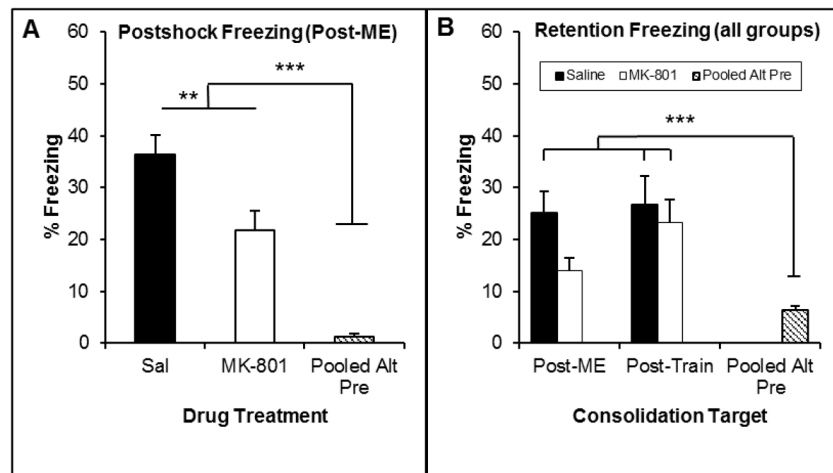 A
Postshock Freezing (Post-ME)
60
50
40
30
20
10
0
% Freezing
**
***
Sal
MK-801
Pooled Alt
Pre
Drug Treatment
B
Retention Freezing (all groups)
60
50
40
30
20
10
0
% Freezing
Saline
MK-801
Pooled Alt Pre
***
Post-ME
Post-Train
Pooled Alt
Pre
Consolidation Target